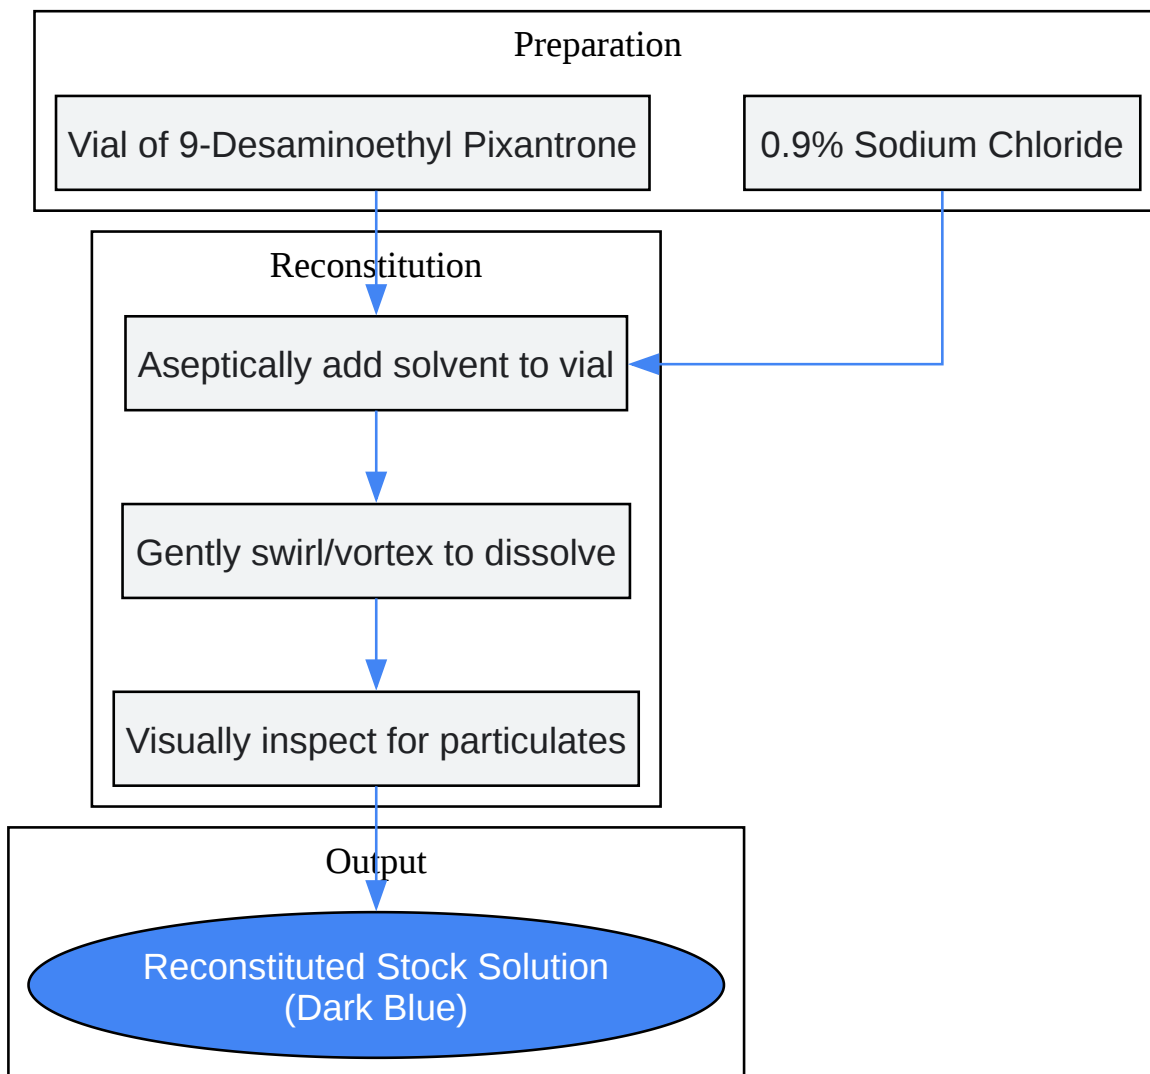 Preparation
Vial of 9-Desaminoethyl Pixantrone
0.9% Sodium Chloride
Reconstitution
Aseptically add solvent to vial
Gently swirl/vortex to dissolve
Visually inspect for particulates
Output
Reconstituted Stock Solution
(Dark Blue)